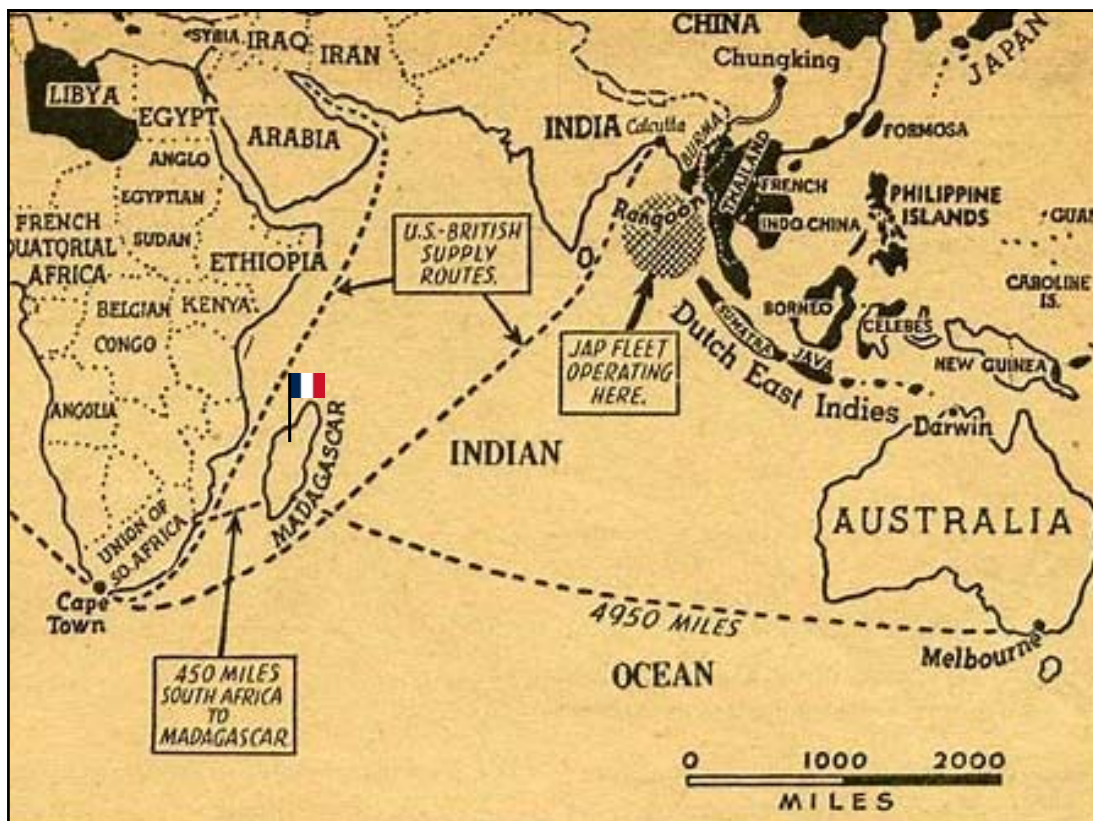 CHINA
Chungking
JAPAN
SYRIA
IRAQ
IRAN
LIBYA
EGYPT
ARABIA
INDIA
Calcutta
BURMA
FORMOSA
ANGLO
EGYPTIAN
SUDAN
FRENCH
EQUATORIAL
AFRICA
ETHIOPIA
U.S.-BRITISH
SUPPLY
ROUTES.
Rangoon
THAILAND
FRENCH
INDO-CHINA
PHILIPPINE
ISLANDS
GUAM
CAROLINE
IS.
BELGIAN
CONGO
KENYA
BORNEO
CELEBES
SUMATRA
JAVA
NEW GUINEA
Dutch East Indies
JAP FLEET
OPERATING
HERE.
ANGOLIA
MADAGASCAR
INDIAN
Darwin
AUSTRALIA
UNION OF
SO. AFRICA
Cape
Town
4950 MILES
Melbourne
450 MILES
SOUTH AFRICA
TO
MADAGASCAR
OCEAN
0 1000 2000
MILES